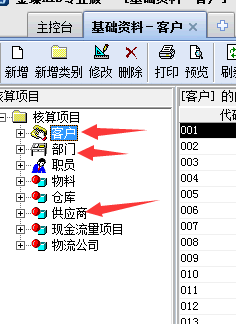 主控台 基础资料 - 客户
新增 新增类别 修改 删除 打印 预览
核算项目 [客户] 的
核算项目
客户
部门
职员
物料
仓库
供应商
现金流量项目
物流公司
001
002
003
004
005
006
007
008
009
010
011
012